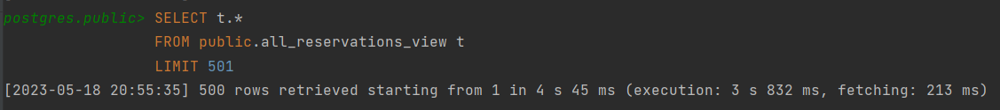 postgres.public> SELECT t.*
FROM public.all_reservations_view t
LIMIT 501
[2023-05-18 20:55:35] 500 rows retrieved starting from 1 in 4 s 45 ms (execution: 3 s 832 ms, fetching: 213 ms)